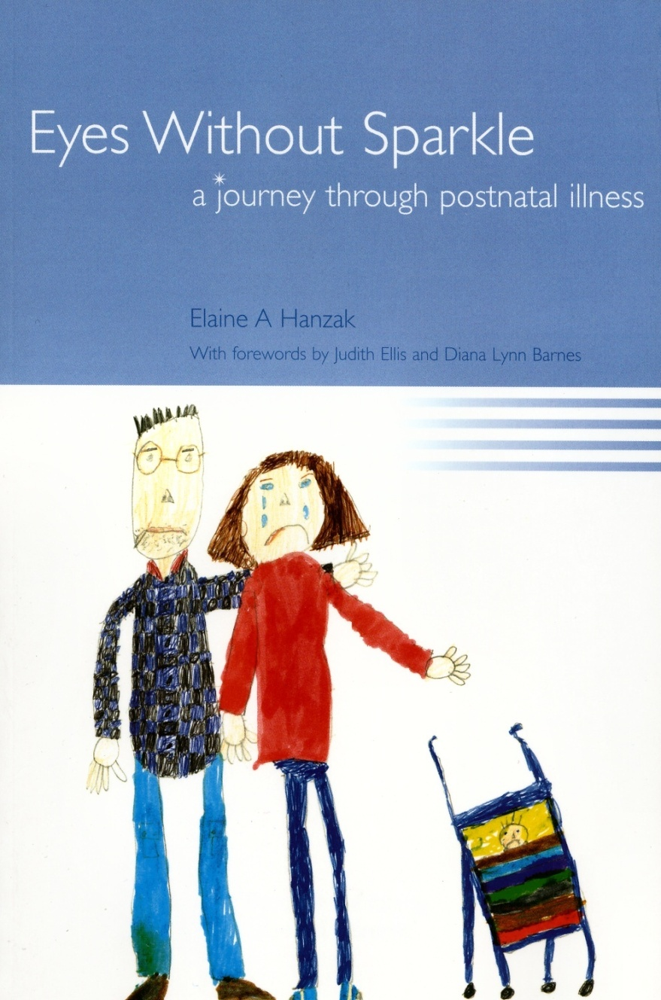 Eyes Without Sparkle
a journey through postnatal illness
Elaine A Hanzak
With forewords by Judith Ellis and Diana Lynn Barnes